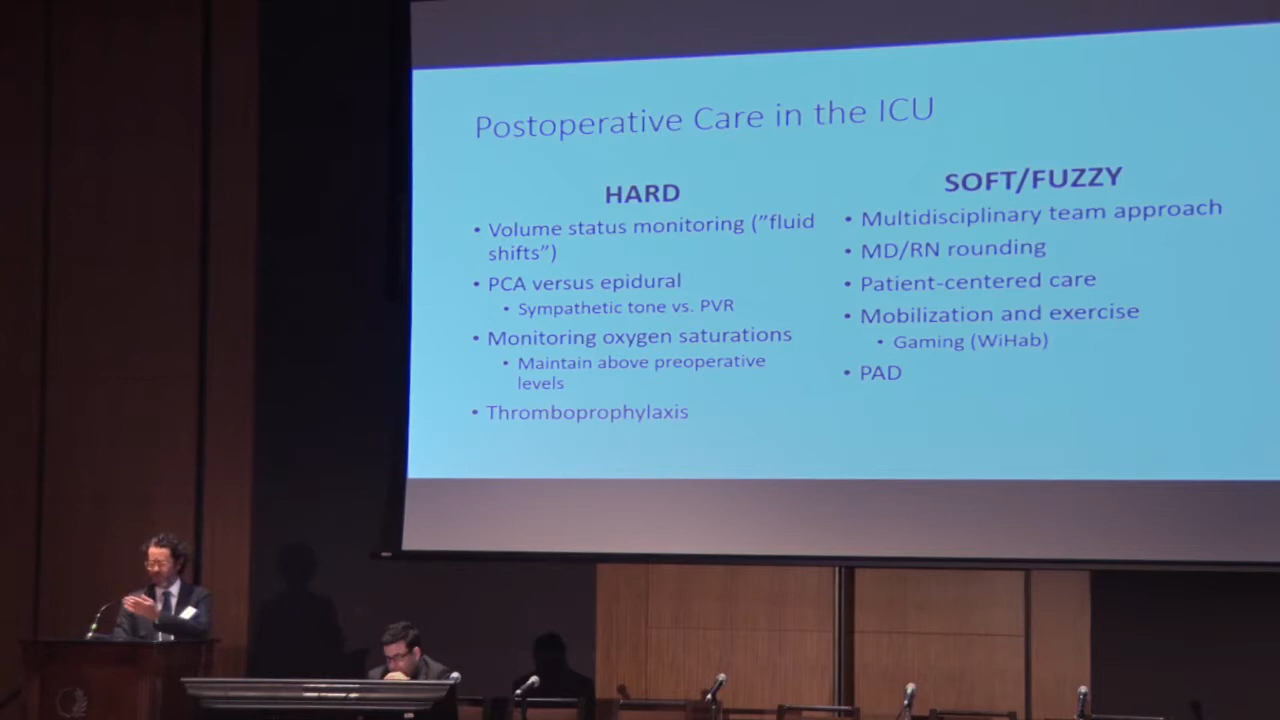 Postoperative Care in the ICU
HARD
• Volume status monitoring (”fluid
shifts”)
• PCA versus epidural
• Sympathetic tone vs. PVR
• Monitoring oxygen saturations
• Maintain above preoperative
levels
• Thromboprophylaxis
SOFT/FUZZY
• Multidisciplinary team approach
• MD/RN rounding
• Patient-centered care
• Mobilization and exercise
• Gaming (WiHab)
• PAD